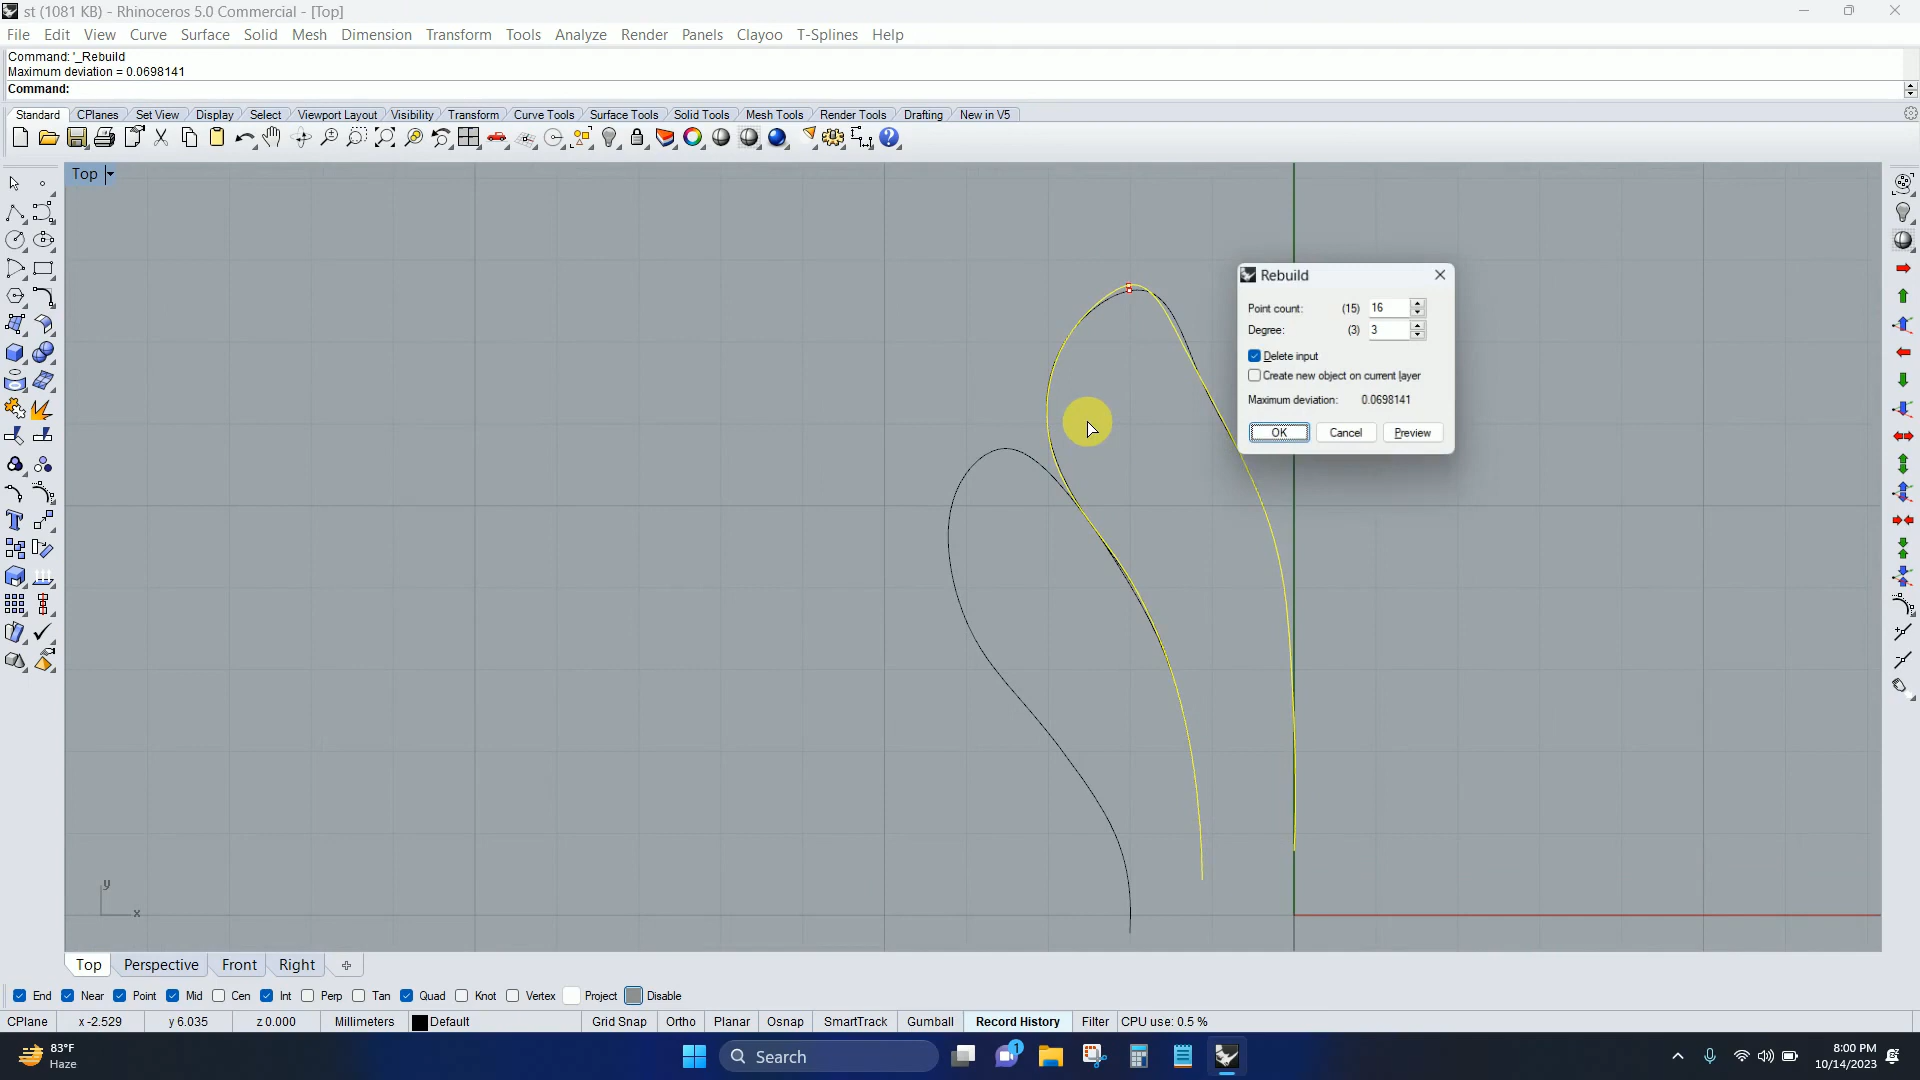 st (1081 KB) - Rhinoceros 5.0 Commercial - [Top]
File Edit View Curve Surface Solid Mesh Dimension Transform Tools Analyze Render Panels Clayoo T-Splines Help
Command: '_Rebuild
Maximum deviation = 0.0698141
Command:
Standard CPlanes Set View Display Select Viewport Layout Visibility Transform Curve Tools Surface Tools Solid Tools Mesh Tools Render Tools Drafting New in V5
Top
Rebuild
Point count: (15) 16
Degree: (3) 3
Delete input
Create new object on current layer
Maximum deviation: 0.0698141
OK Cancel Preview
y
x
Top Perspective Front Right
End Near Point Mid Cen Int Perp Tan Quad Knot Vertex Project Disable
CPlane x -2.529 y 6.035 z 0.000 Millimeters Default Grid Snap Ortho Planar Osnap SmartTrack Gumball Record History Filter CPU use: 0.5 %
83°F
Haze
Search
1
8:00 PM
10/14/2023